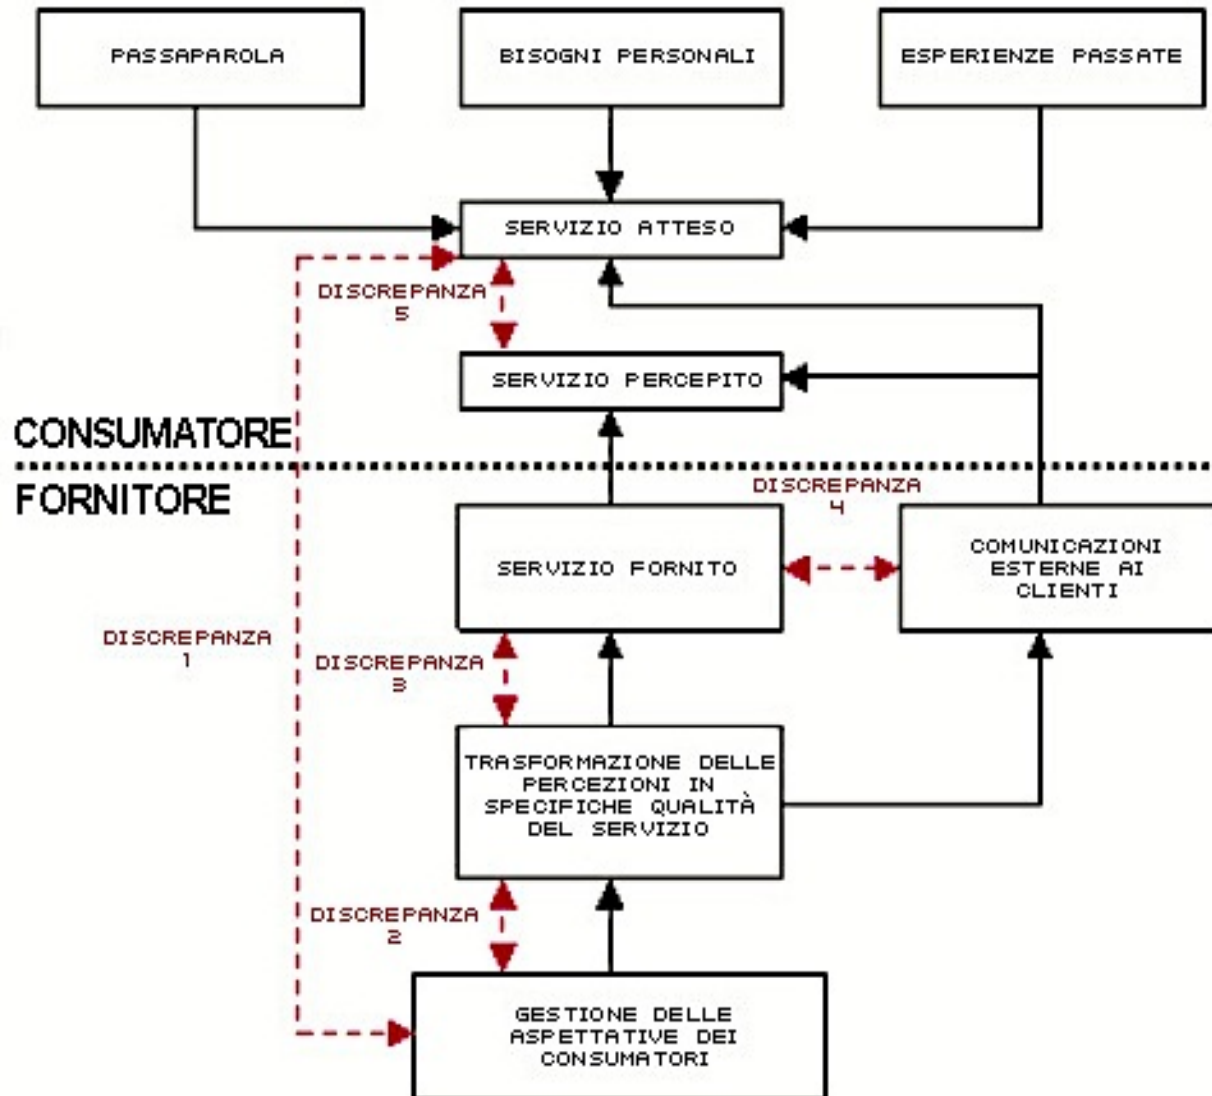 PASSAPAROLA
BISOGNI PERSONALI
ESPERIENZE PASSATE
SERVIZIO ATTESO
DISCREPANZA
5
SERVIZIO PERCEPITO
CONSUMATORE
FORNITORE
DISCREPANZA
4
SERVIZIO FORNITO
COMUNICAZIONI
ESTERNE AI
CLIENTI
DISCREPANZA
1
DISCREPANZA
3
TRASFORMAZIONE DELLE
PERCEZIONI IN
SPECIFICHE QUALITÀ
DEL SERVIZIO
DISCREPANZA
2
GESTIONE DELLE
ASPETTATIVE DEI
CONSUMATORI